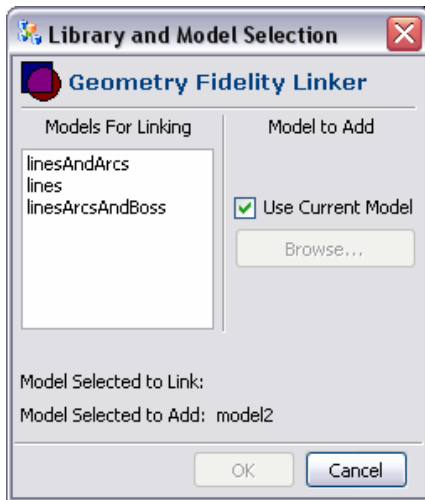 Library and Model Selection
Geometry Fidelity Linker
Models For Linking
Model to Add
linesAndArcs
lines
linesArcsAndBoss
Use Current Model
Browse...
Model Selected to Link:
Model Selected to Add: model2
OK
Cancel